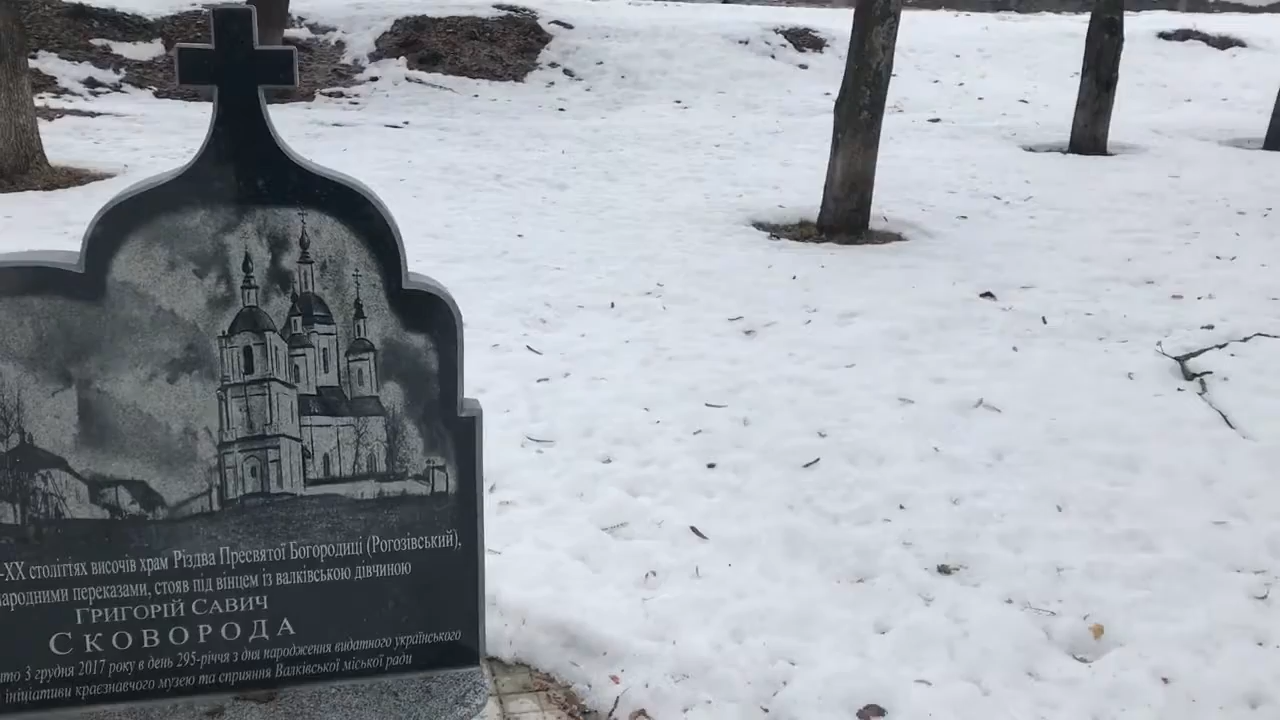 -XX століттях височів храм Різдва Пресвятої Богородиці (Рогозівський),
народними переказами, стояв під вінцем із валківською дівчиною
Григорій Савич
СКОВОРОДА
3 грудня 2017 року в день 295-річчя з дня народження видатного українського
ініціативи краєзнавчого музею та сприяння Валківської міської ради